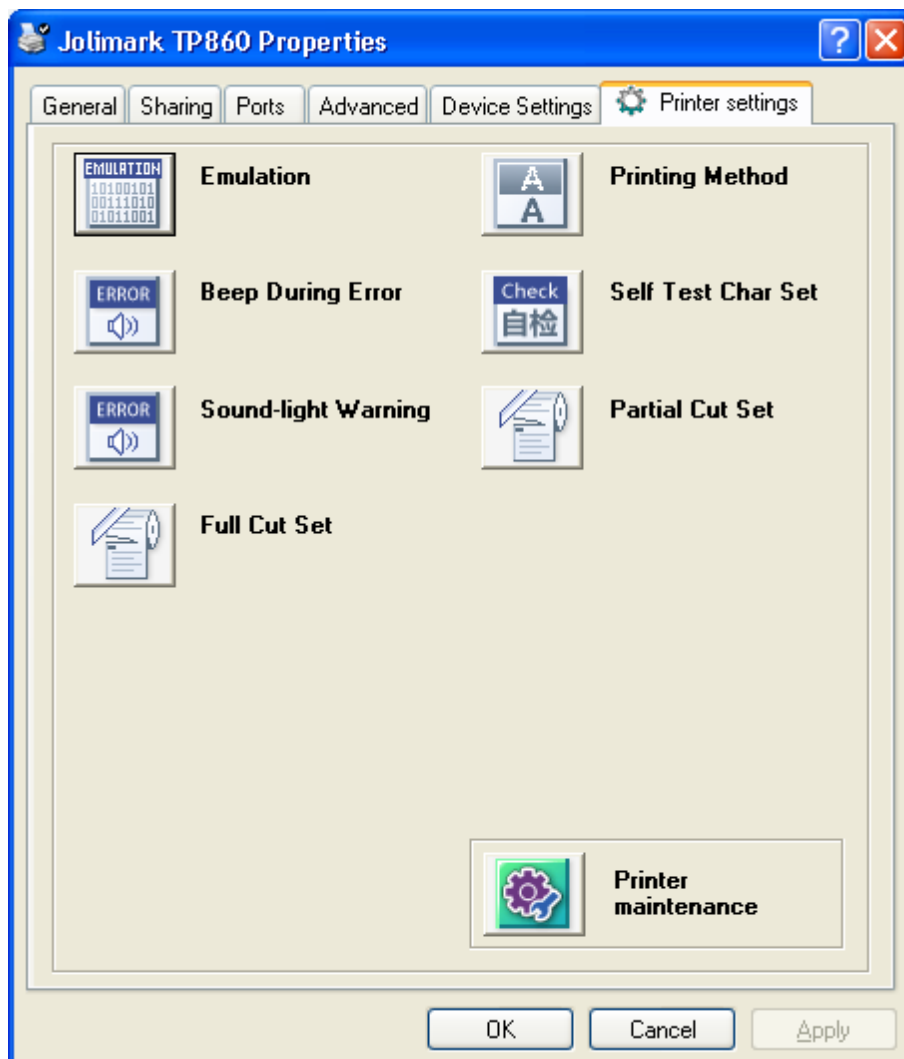 Jolimark TP860 Properties
General Sharing Ports Advanced Device Settings Printer settings
EMULATION
10100101
00111010
01011001
Emulation
A
A
Printing Method
ERROR
Beep During Error
Check
自检
Self Test Char Set
ERROR
Sound-light Warning
Partial Cut Set
Full Cut Set
Printer
maintenance
OK Cancel Apply